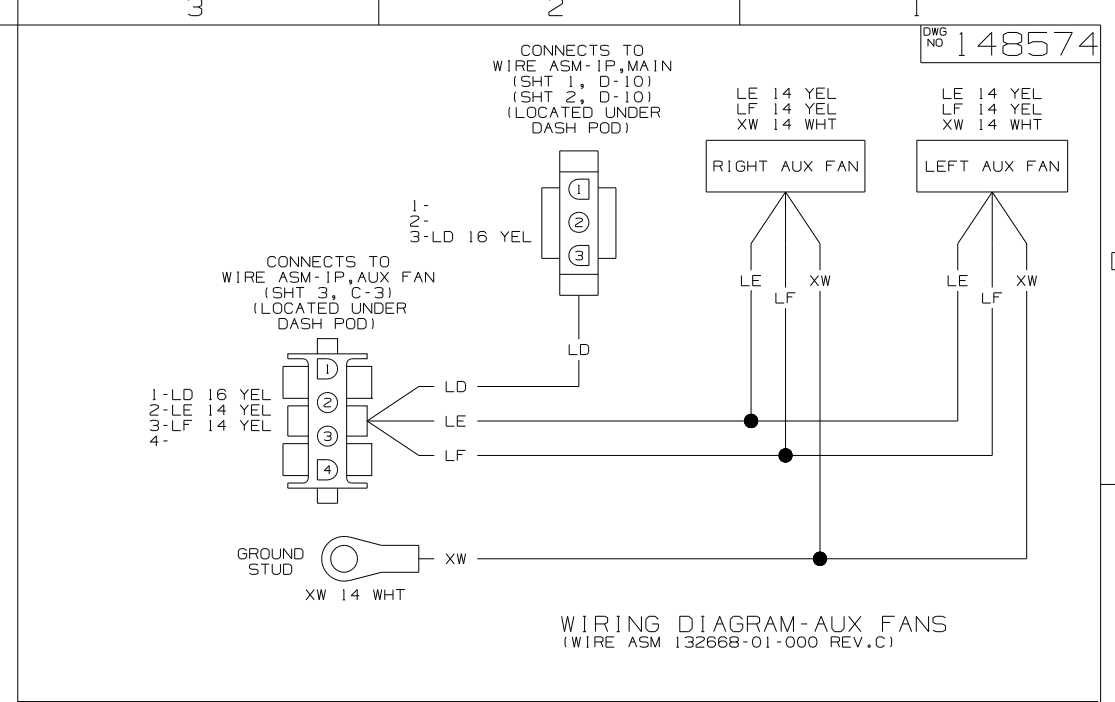 3
2
1
DWG
NO
148574
CONNECTS TO
WIRE ASM-IP,MAIN
(SHT 1, D-10)
(SHT 2, D-10)
(LOCATED UNDER
DASH POD)
LE 14 YEL
LF 14 YEL
XW 14 WHT
LE 14 YEL
LF 14 YEL
XW 14 WHT
RIGHT AUX FAN
LEFT AUX FAN
1
2
3
1-
2-
3-LD 16 YEL
LE
LF
XW
LE
LF
XW
CONNECTS TO
WIRE ASM-IP,AUX FAN
(SHT 3, C-3)
(LOCATED UNDER
DASH POD)
LD
1
2
3
4
1-LD 16 YEL
2-LE 14 YEL
3-LF 14 YEL
4-
LD
LE
LF
GROUND
STUD
XW
XW 14 WHT
WIRING DIAGRAM-AUX FANS
(WIRE ASM 132668-01-000 REV.C)